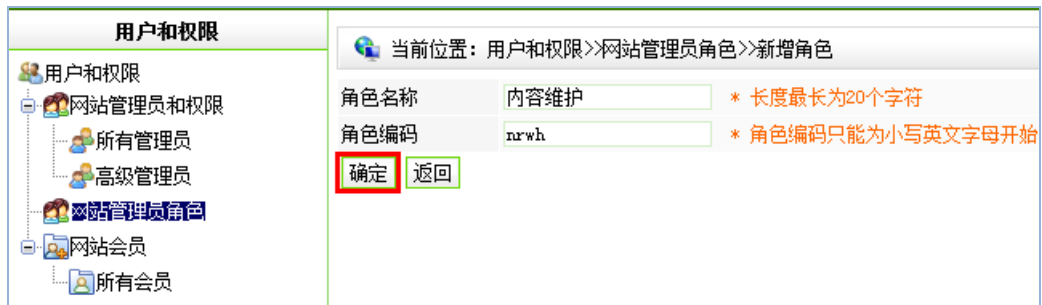 用户和权限
用户和权限
网站管理员和权限
所有管理员
高级管理员
网站管理员角色
网站会员
所有会员
当前位置：用户和权限>>网站管理员角色>>新增角色
角色名称 内容维护 * 长度最长为20个字符
角色编码 nrwh * 角色编码只能为小写英文字母开始
确定 返回